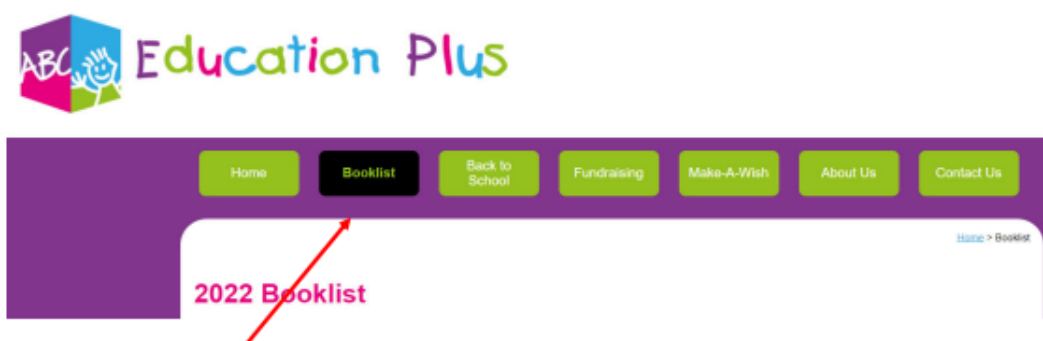 ABC
Education Plus
Home
Booklist
Back to
School
Fundraising
Make-A-Wish
About Us
Contact Us
Home > Booklist
2022 Booklist